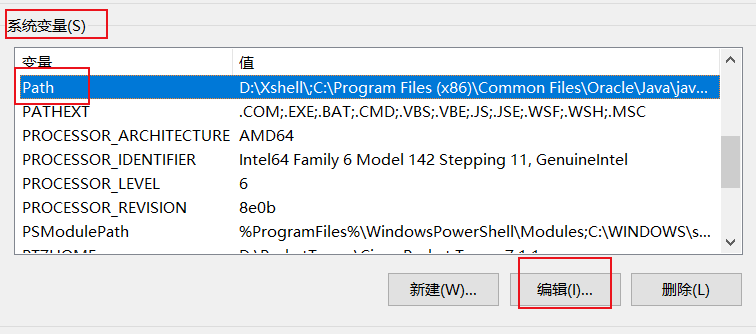 系统变量(S)
变量 值
Path D:\Xshell\;C:\Program Files (x86)\Common Files\Oracle\Java\jav...
PATHEXT .COM;.EXE;.BAT;.CMD;.VBS;.VBE;.JS;.JSE;.WSF;.WSH;.MSC
PROCESSOR_ARCHITECTURE AMD64
PROCESSOR_IDENTIFIER Intel64 Family 6 Model 142 Stepping 11, GenuineIntel
PROCESSOR_LEVEL 6
PROCESSOR_REVISION 8e0b
PSModulePath %ProgramFiles%\WindowsPowerShell\Modules;C:\WINDOWS\s...
新建(W)... 编辑(I)... 删除(L)